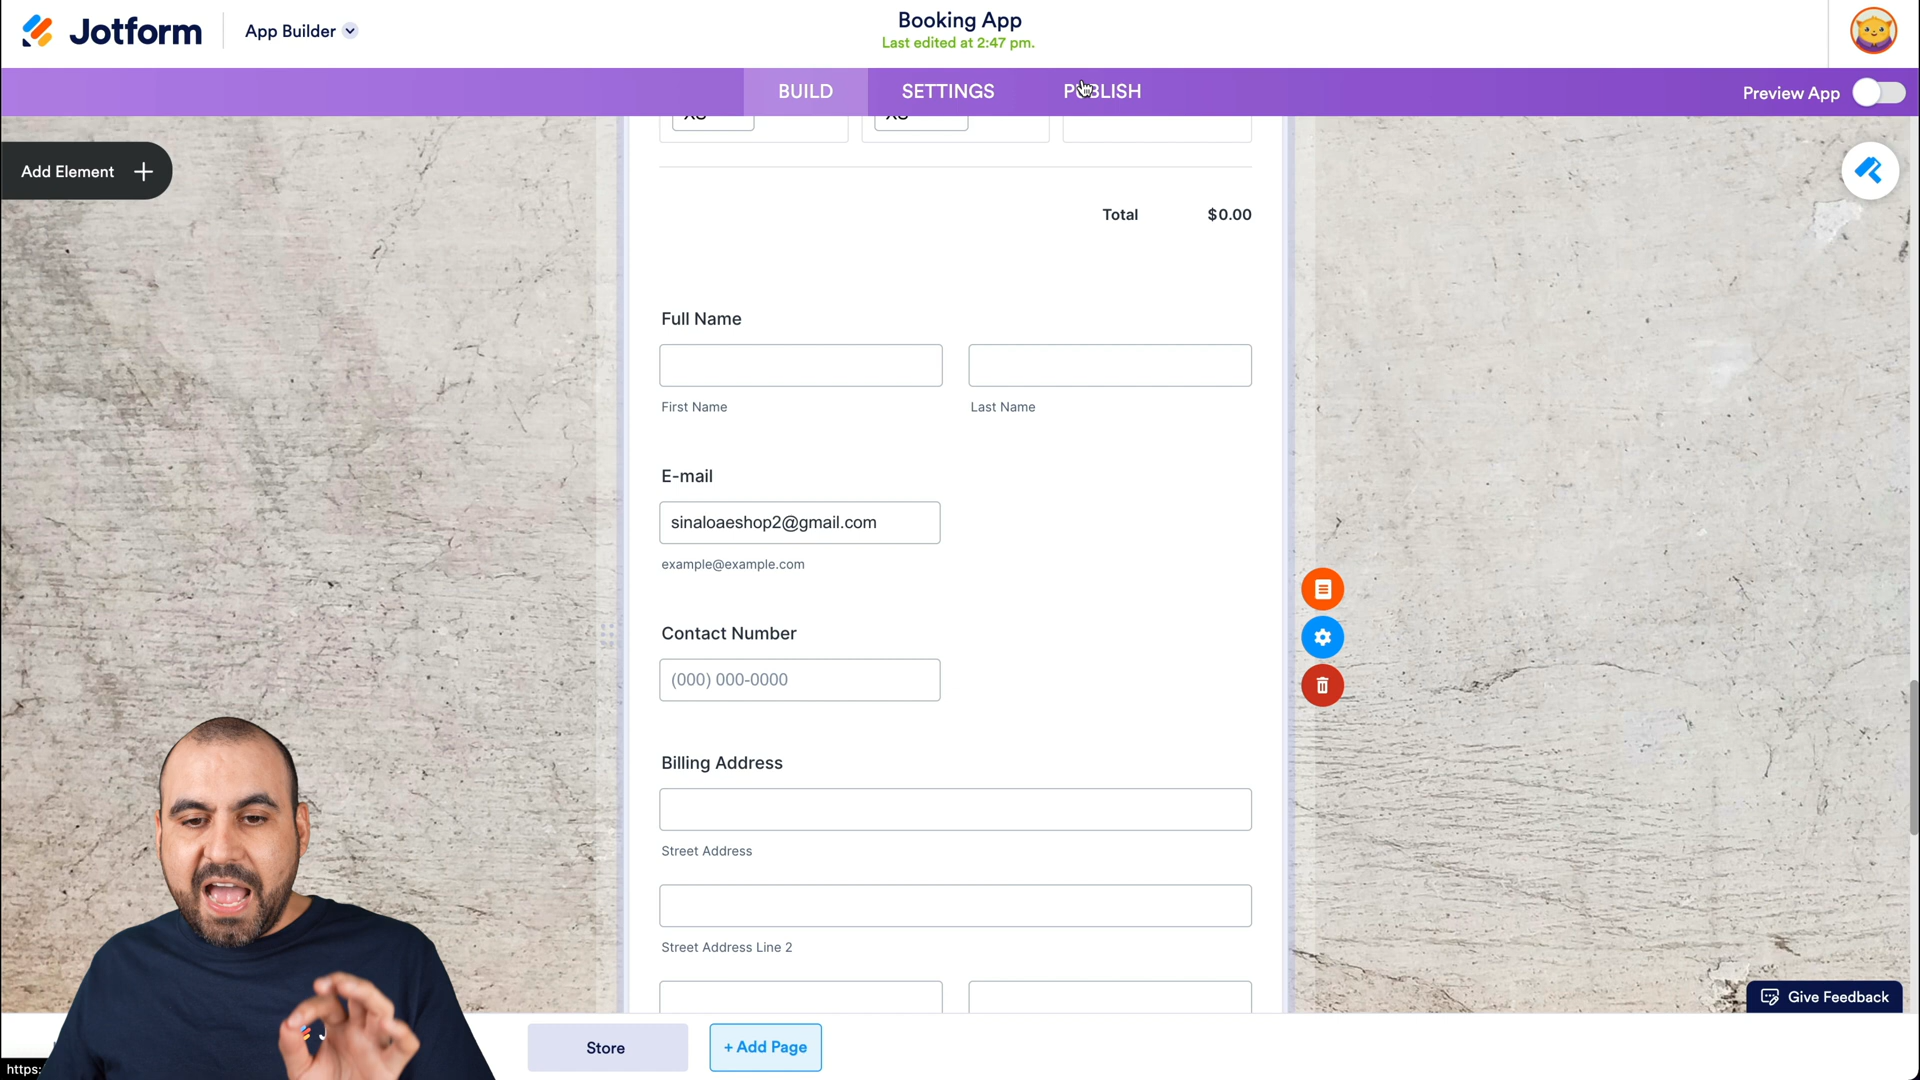 Jotform
App Builder
Booking App
Last edited at 2:47 pm.
BUILD
SETTINGS
PUBLISH
Preview App
Add Element +
Total $0.00
Full Name
First Name Last Name
E-mail
sinaloaeshop2@gmail.com
example@example.com
Contact Number
(000) 000-0000
Billing Address
Street Address
Street Address Line 2
Give Feedback
Store
+ Add Page
https: